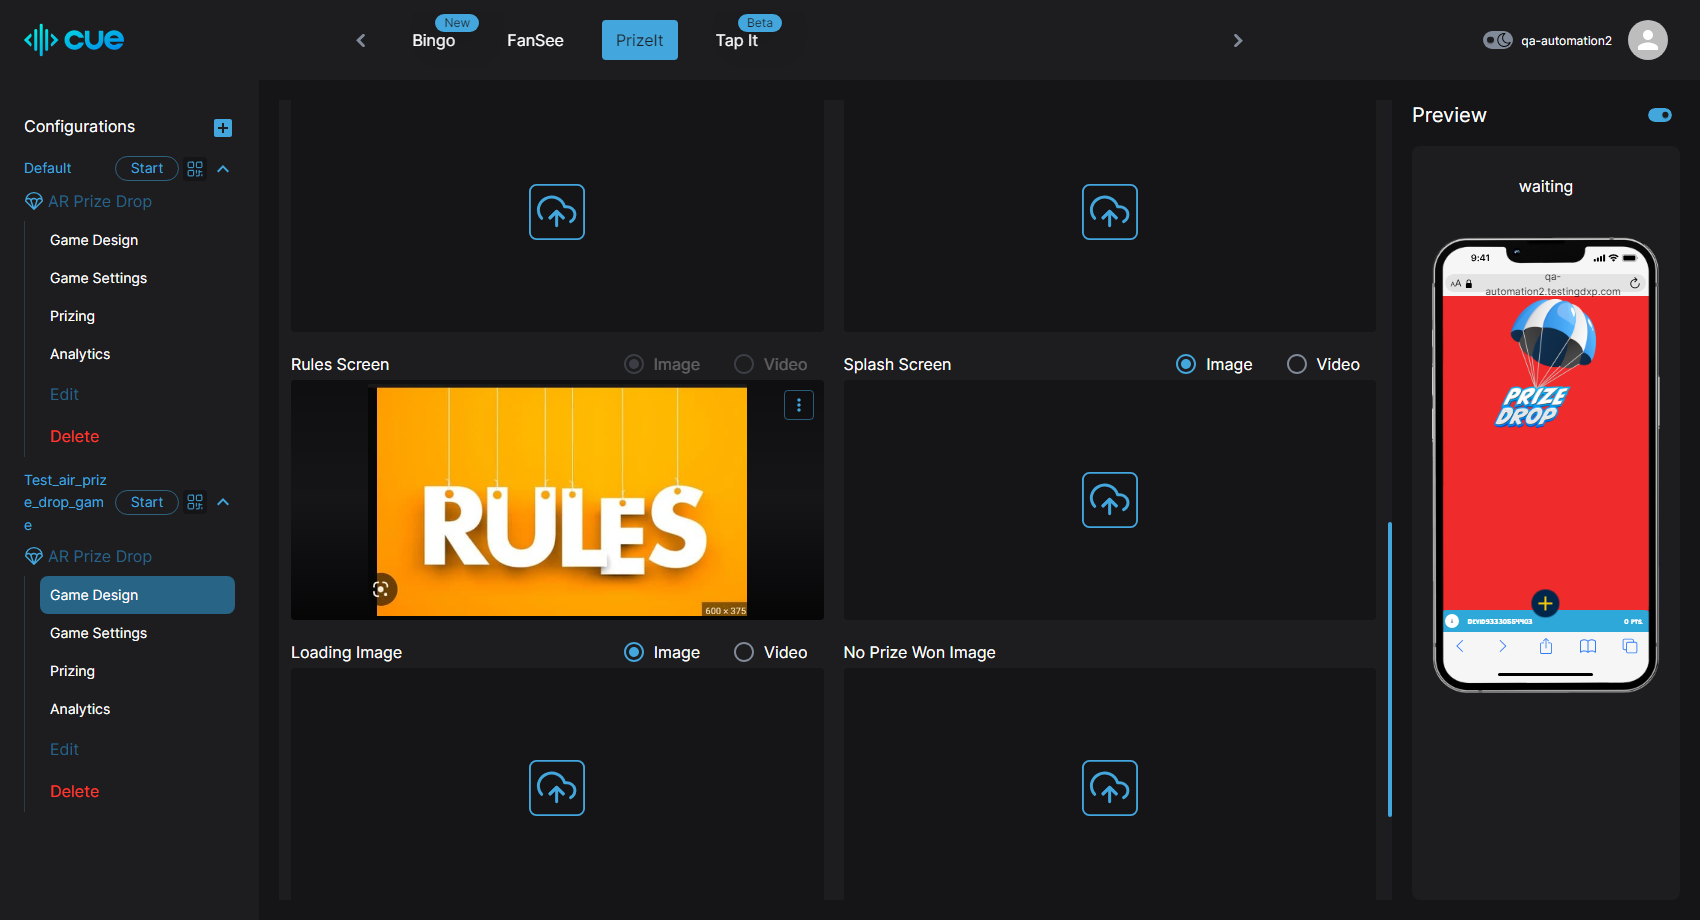 cue
New
Bingo
FanSee
PrizeIt
Beta
Tap It
qa-automation2
Configurations
Default
Start
AR Prize Drop
Game Design
Game Settings
Prizing
Analytics
Edit
Delete
Test_air_priz
e_drop_gam
e
Start
AR Prize Drop
Game Design
Game Settings
Prizing
Analytics
Edit
Delete
Rules Screen
Image
Video
RULES
600 × 375
Splash Screen
Image
Video
Loading Image
Image
Video
No Prize Won Image
Preview
waiting
9:41
AA
qa-
automation2.testingdxp.com
PRIZE
DROP
0 PTS.